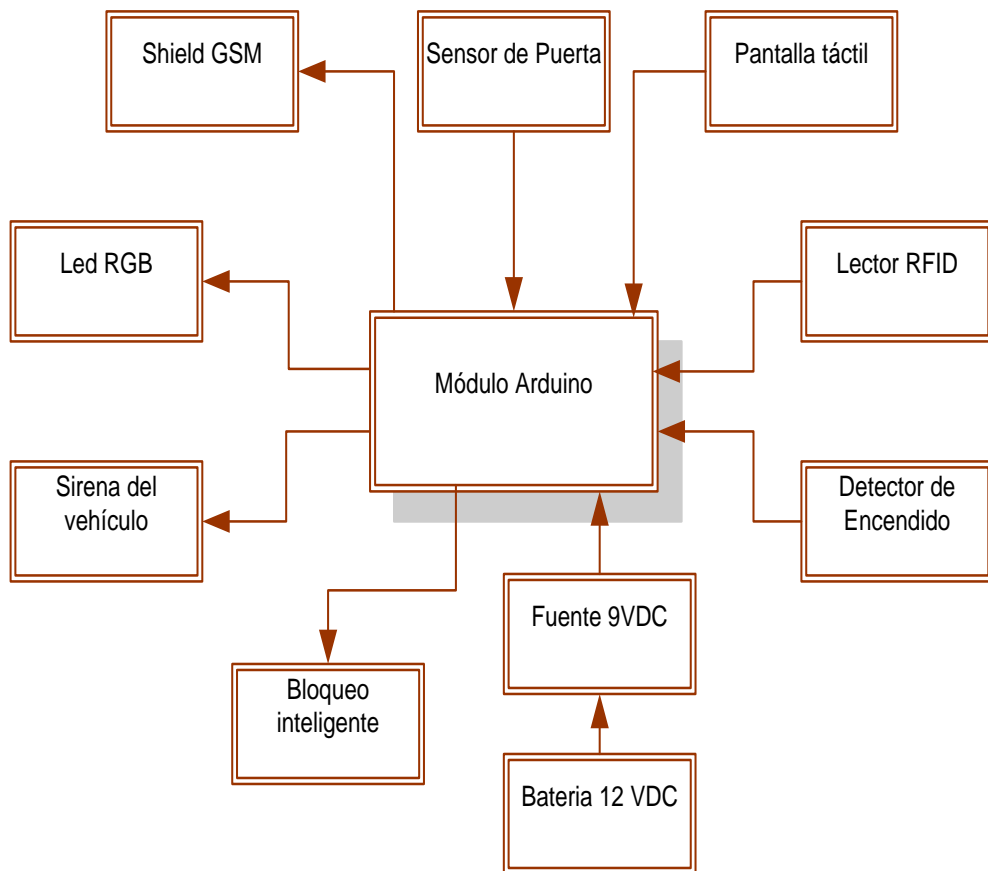 Shield GSM
Sensor de Puerta
Pantalla táctil
Led RGB
Lector RFID
Módulo Arduino
Sirena del
vehículo
Detector de
Encendido
Fuente 9VDC
Bloqueo
inteligente
Bateria 12 VDC